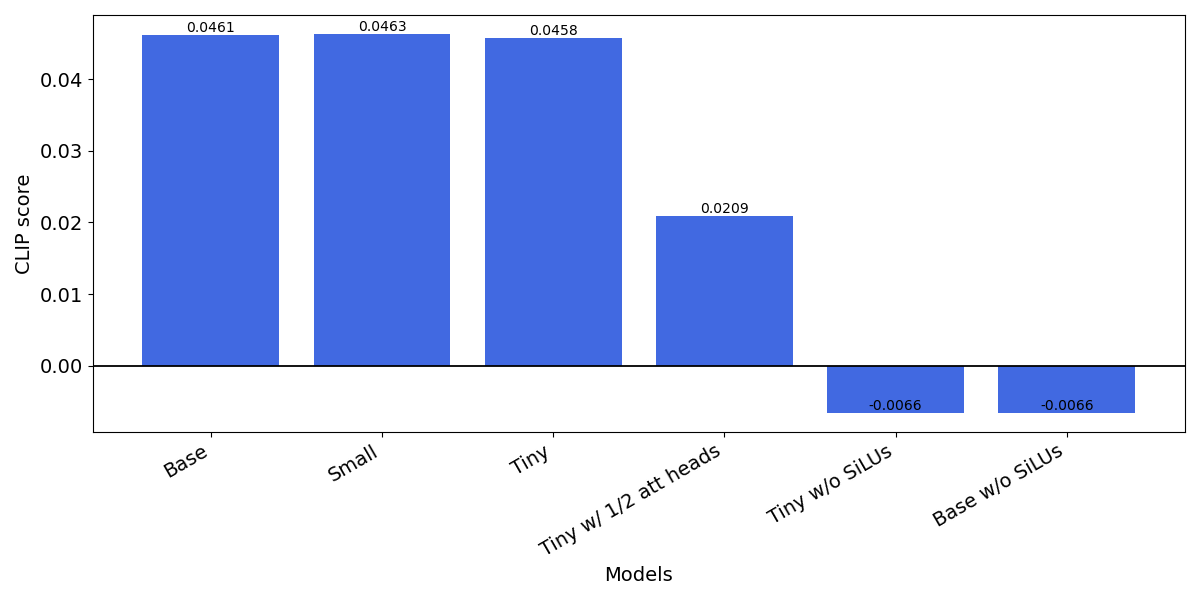 0.0461
0.0463
0.0458
0.0209
-0.0066
-0.0066
0.04
0.03
0.02
0.01
0.00
CLIP score
Base
Small
Tiny
Tiny w/ 1/2 att heads
Tiny w/o SiLUs
Base w/o SiLUs
Models